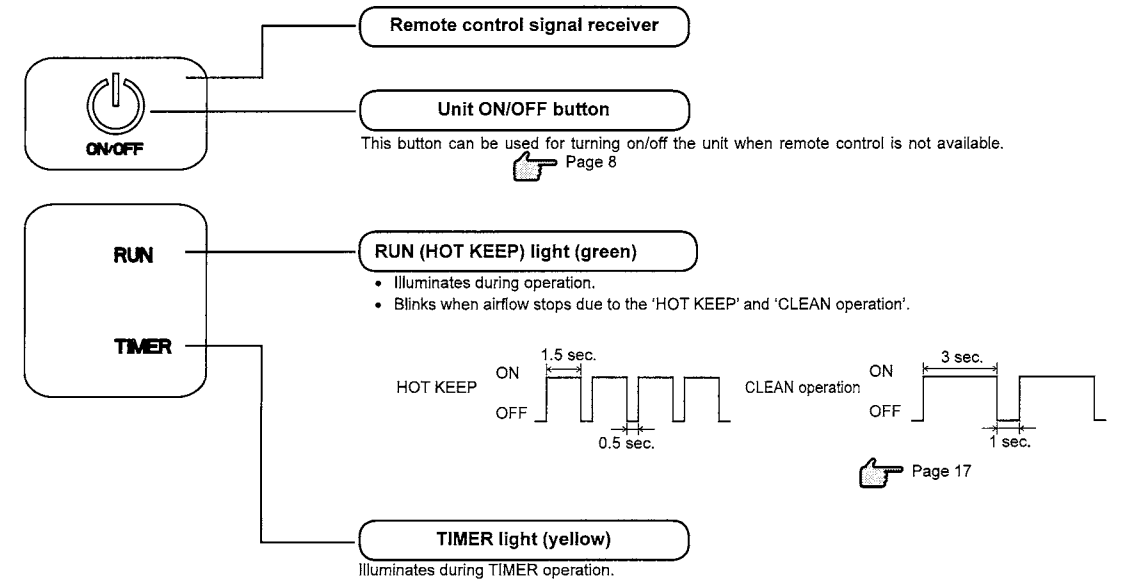 Remote control signal receiver
ON/OFF
Unit ON/OFF button
This button can be used for turning on/off the unit when remote control is not available.
Page 8
RUN
TIMER
RUN (HOT KEEP) light (green)
• Illuminates during operation.
• Blinks when airflow stops due to the 'HOT KEEP' and 'CLEAN operation'.
HOT KEEP
ON
OFF
1.5 sec.
0.5 sec.
CLEAN operation
ON
OFF
3 sec.
1 sec.
Page 17
TIMER light (yellow)
Illuminates during TIMER operation.